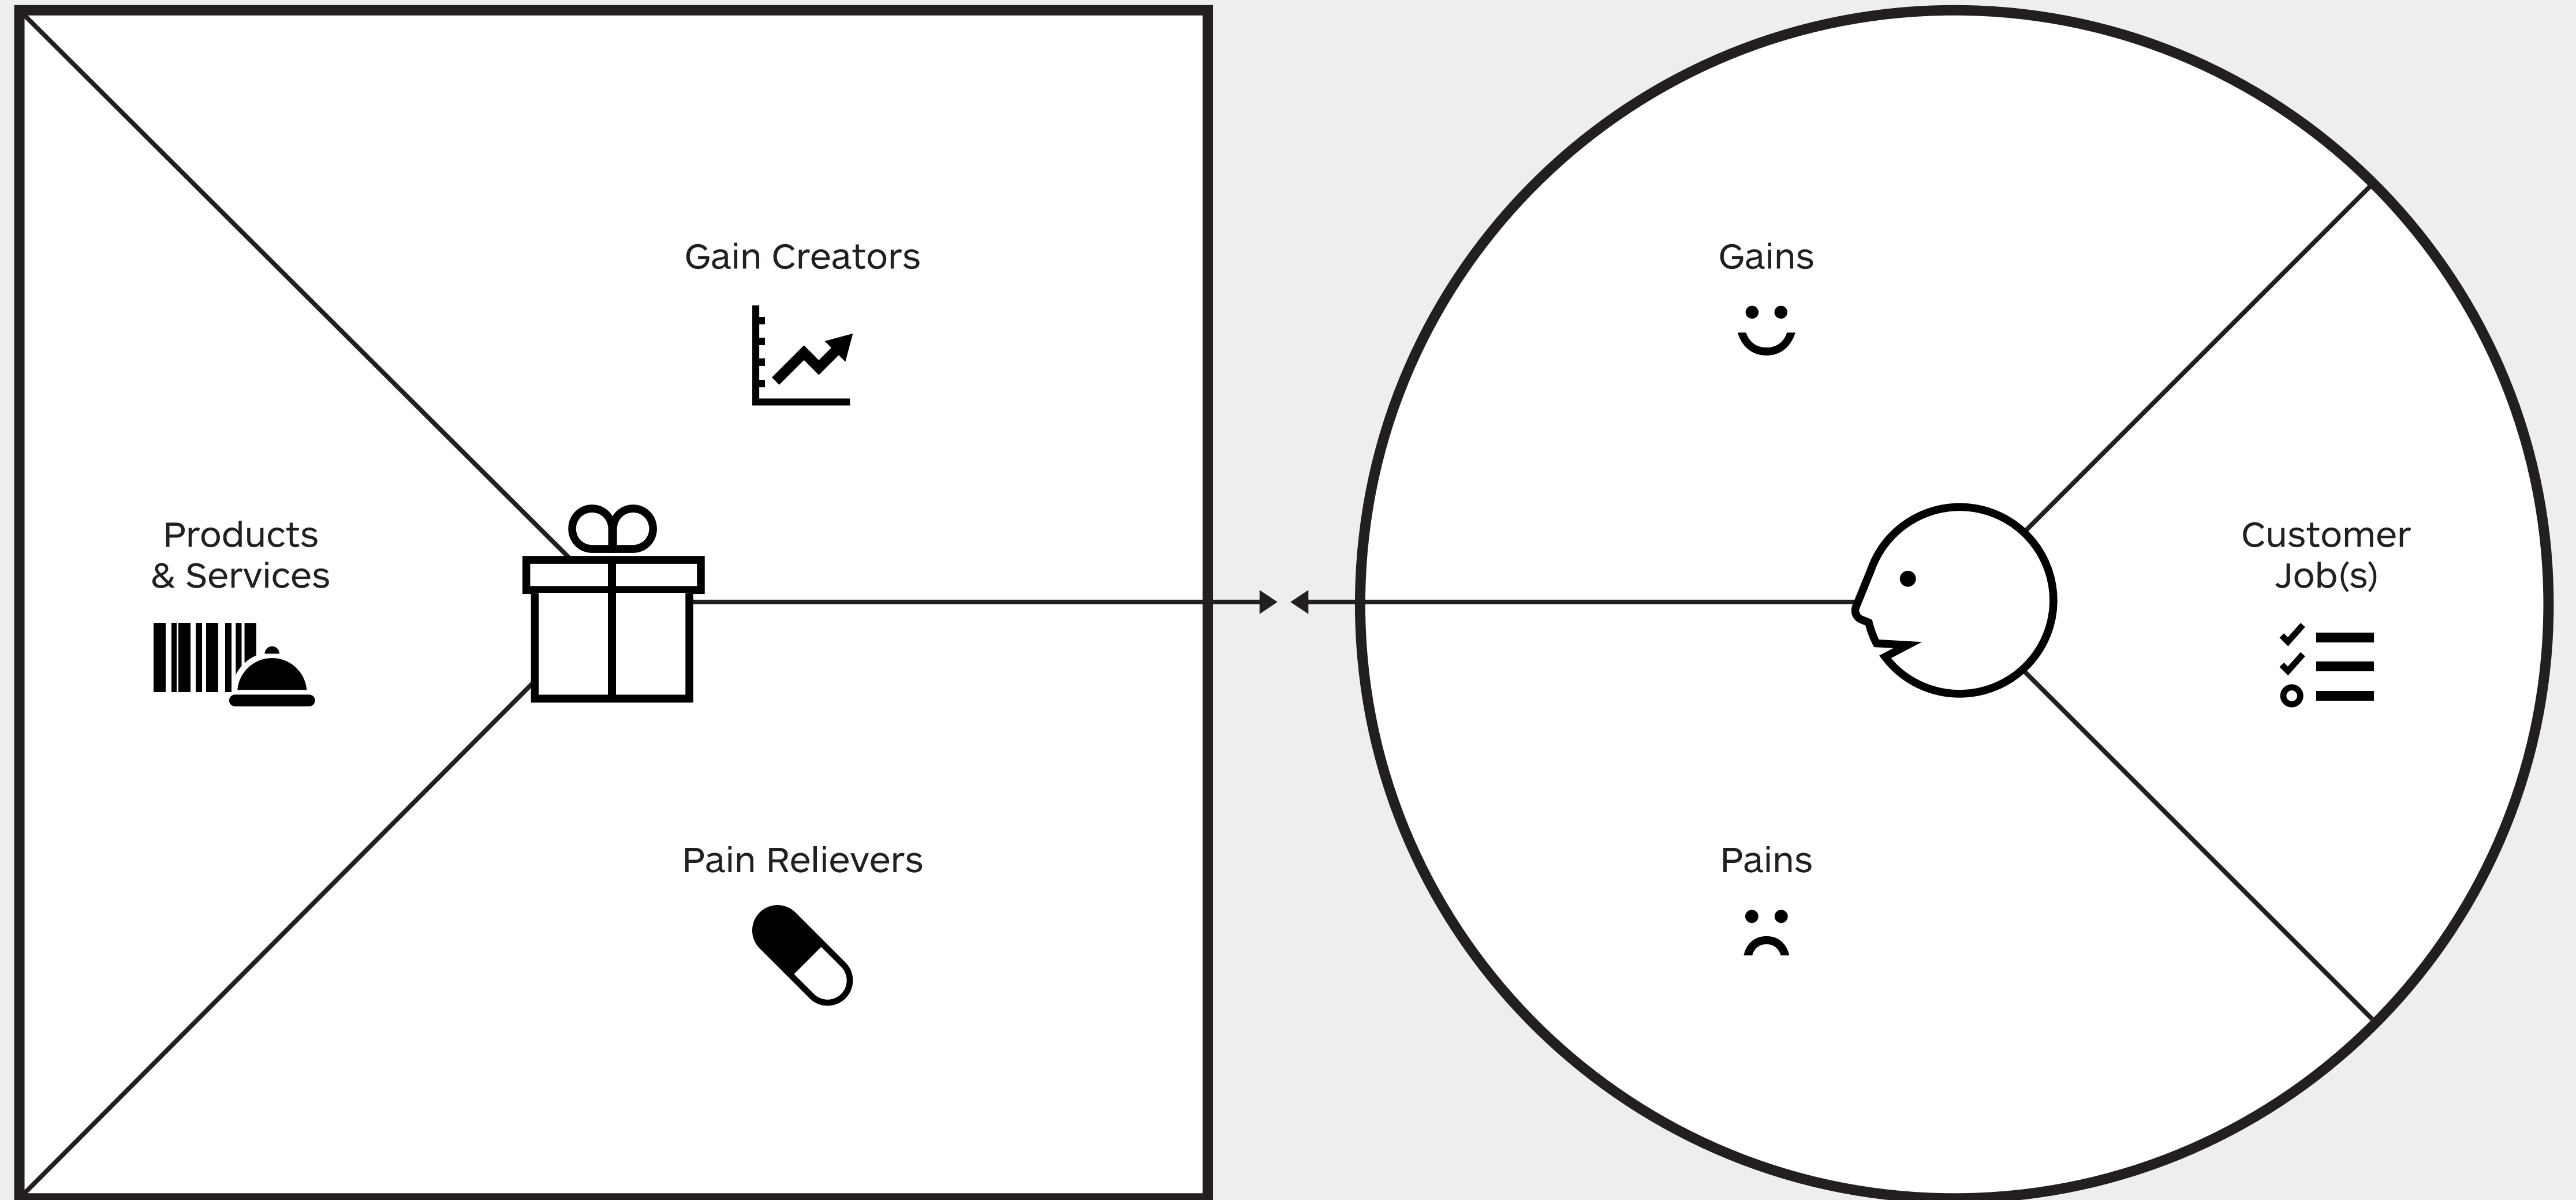 Gain Creators
Products
& Services
Pain Relievers
Gains
Customer
Job(s)
Pains